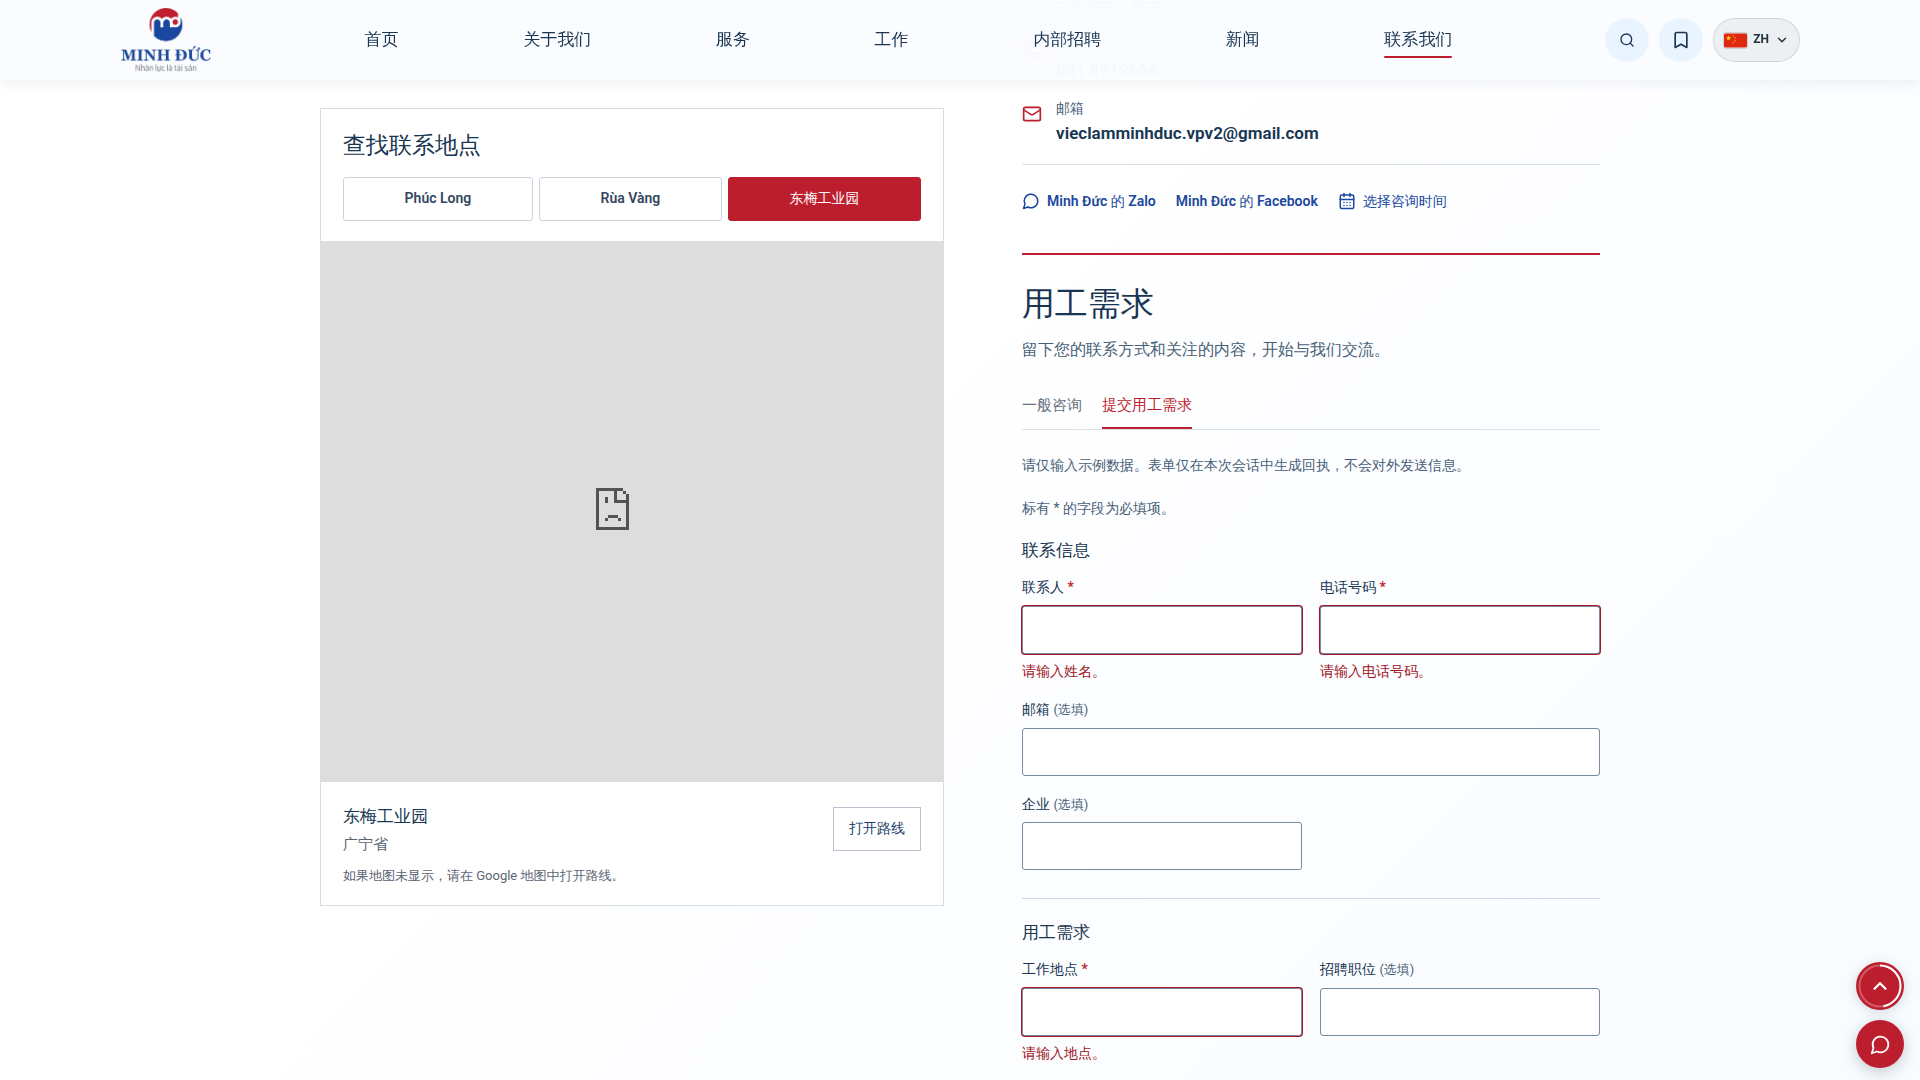 MINH ĐỨC
Nhân lực là tài sản
首页
关于我们
服务
工作
内部招聘
新闻
联系我们
ZH
081 8919666
查找联系地点
Phúc Long
Rùa Vàng
东梅工业园
东梅工业园
广宁省
打开路线
如果地图未显示，请在 Google 地图中打开路线。
邮箱
vieclamminhduc.vpv2@gmail.com
Minh Đức 的 Zalo
Minh Đức 的 Facebook
选择咨询时间
用工需求
留下您的联系方式和关注的内容，开始与我们交流。
一般咨询
提交用工需求
请仅输入示例数据。表单仅在本次会话中生成回执，不会对外发送信息。
标有 * 的字段为必填项。
联系信息
联系人 *
电话号码 *
请输入姓名。
请输入电话号码。
邮箱 (选填)
企业 (选填)
用工需求
工作地点 *
招聘职位 (选填)
请输入地点。